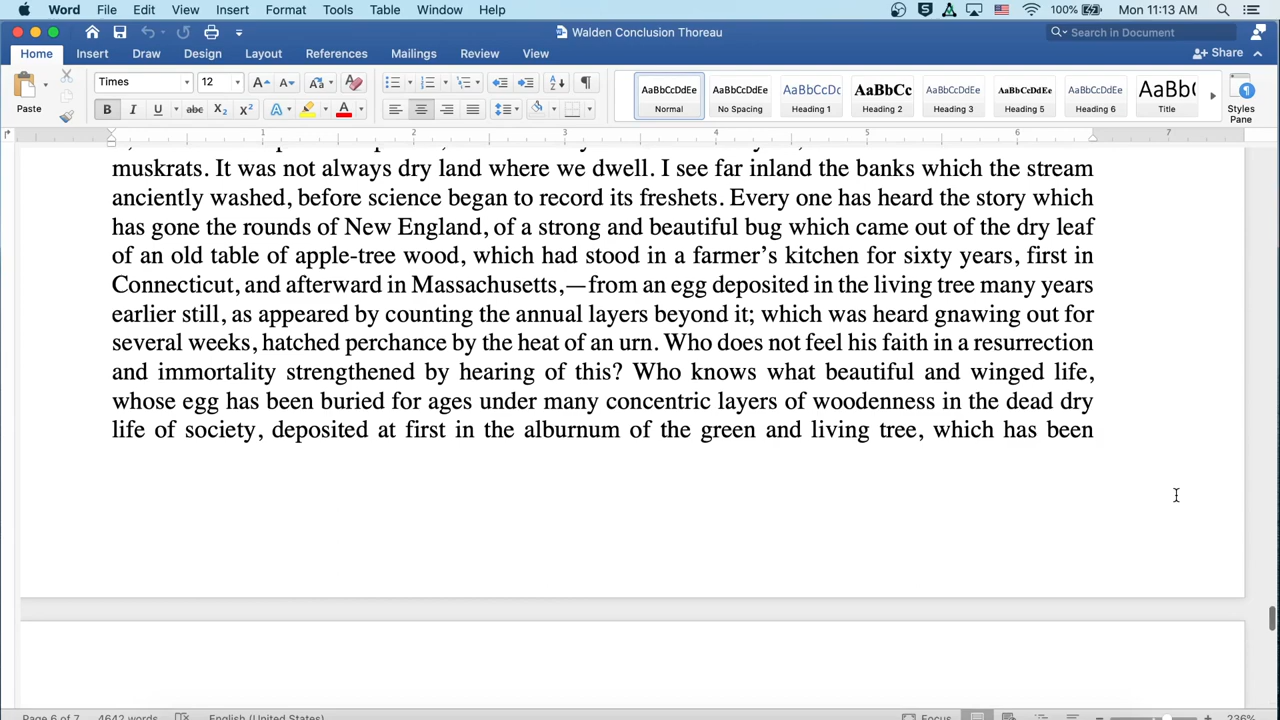 Word File Edit View Insert Format Tools Table Window Help 100% Mon 11:13 AM
Walden Conclusion Thoreau Search in Document
Home Insert Draw Design Layout References Mailings Review View Share
Paste Times 12 AaBbCcDdEe AaBbCcDdEe AaBbCcDc AaBbCc AaBbCcDdEe AaBbCcDdEe AaBbCcDdEe AaBb(
Normal No Spacing Heading 1 Heading 2 Heading 3 Heading 5 Heading 6 Title Styles Pane
1 2 3 4 5 6 7
muskrats. It was not always dry land where we dwell. I see far inland the banks which the stream
anciently washed, before science began to record its freshets. Every one has heard the story which
has gone the rounds of New England, of a strong and beautiful bug which came out of the dry leaf
of an old table of apple-tree wood, which had stood in a farmer’s kitchen for sixty years, first in
Connecticut, and afterward in Massachusetts,—from an egg deposited in the living tree many years
earlier still, as appeared by counting the annual layers beyond it; which was heard gnawing out for
several weeks, hatched perchance by the heat of an urn. Who does not feel his faith in a resurrection
and immortality strengthened by hearing of this? Who knows what beautiful and winged life,
whose egg has been buried for ages under many concentric layers of woodenness in the dead dry
life of society, deposited at first in the alburnum of the green and living tree, which has been
Page 6 of 7 4642 words English (United States) Focus 236%